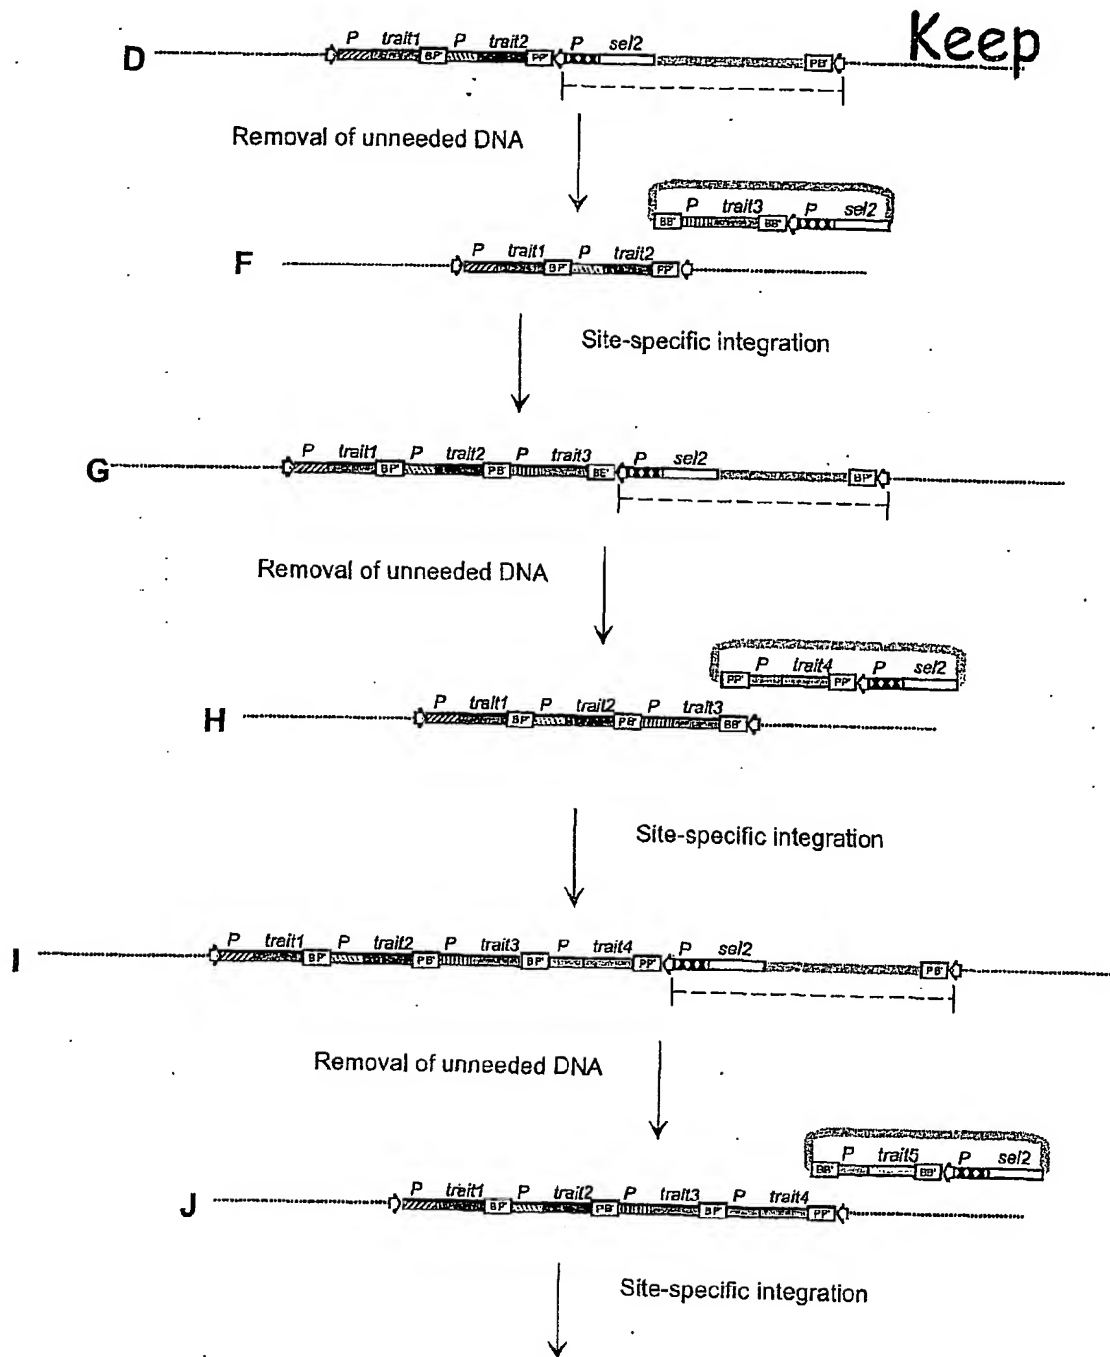 Keep
P trait1 P trait2 P sel2
D BP' PP' PB'
Removal of unneeded DNA
P trait3 P sel2
BB' BB'
P trait1 P trait2
F BP' PP'
Site-specific integration
P trait1 P trait2 P trait3 P sel2
G BP' PB' BB' BP'
Removal of unneeded DNA
P trait4 P sel2
PP' PP'
P trait1 P trait2 P trait3
H BP' PB' BB'
Site-specific integration
P trait1 P trait2 P trait3 P trait4 P sel2
I BP' PB' BP' PP' PB'
Removal of unneeded DNA
P trait5 P sel2
BB' BB'
P trait1 P trait2 P trait3 P trait4
J BP' PB' BP' PP'
Site-specific integration